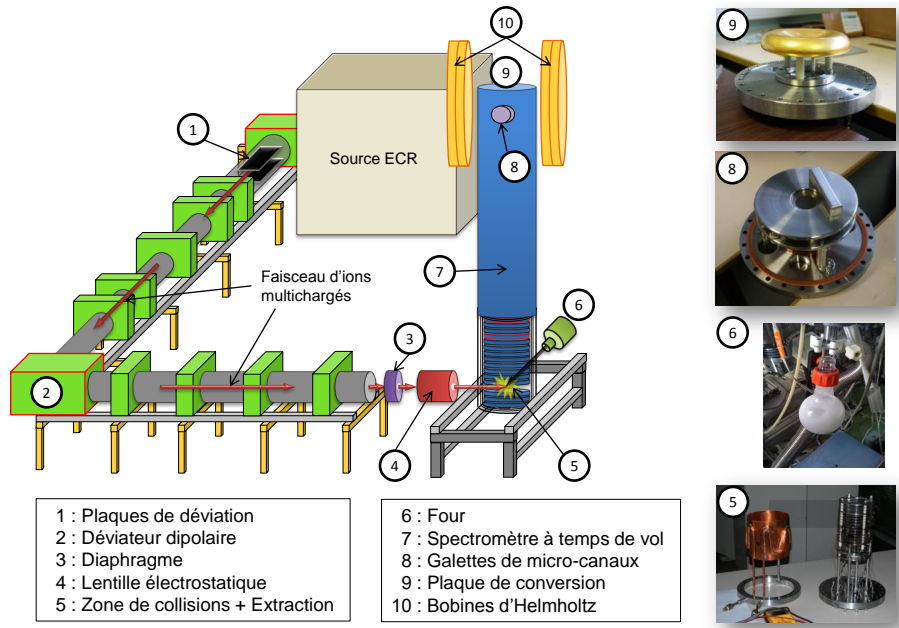 10
9
1
Source ECR
8
7
6
Faisceau d'ions
multichargés
3
2
4
5
1 : Plaques de déviation
2 : Déviateur dipolaire
3 : Diaphragme
4 : Lentille électrostatique
5 : Zone de collisions + Extraction
6 : Four
7 : Spectromètre à temps de vol
8 : Galettes de micro-canaux
9 : Plaque de conversion
10 : Bobines d'Helmholtz
9
8
6
5